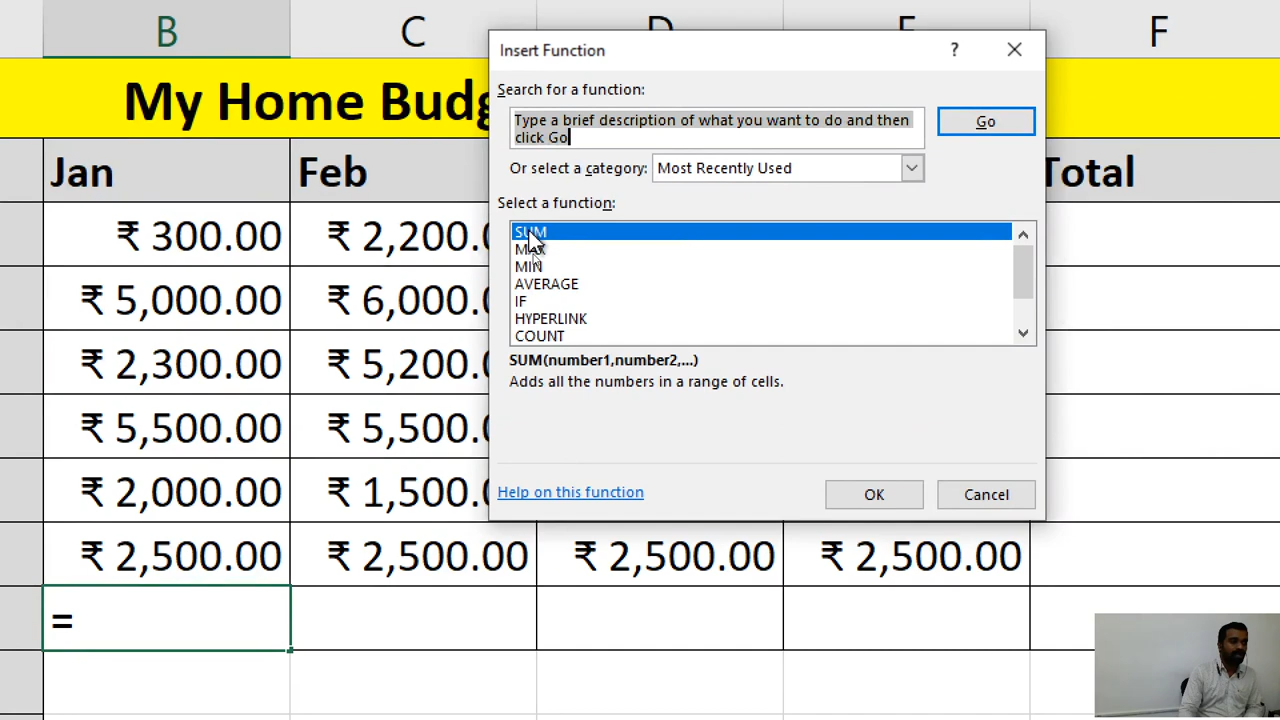 B C D E F
My Home Budg
Jan Feb Total
₹ 300.00 ₹ 2,200.0
₹ 5,000.00 ₹ 6,000.
₹ 2,300.00 ₹ 5,200.
₹ 5,500.00 ₹ 5,500.
₹ 2,000.00 ₹ 1,500.
₹ 2,500.00 ₹ 2,500.00 ₹ 2,500.00 ₹ 2,500.00
=
Insert Function ?
Search for a function:
Type a brief description of what you want to do and then
click Go
Go
Or select a category: Most Recently Used
Select a function:
SUM
MAX
MIN
AVERAGE
IF
HYPERLINK
COUNT
SUM(number1,number2,...)
Adds all the numbers in a range of cells.
Help on this function
OK Cancel